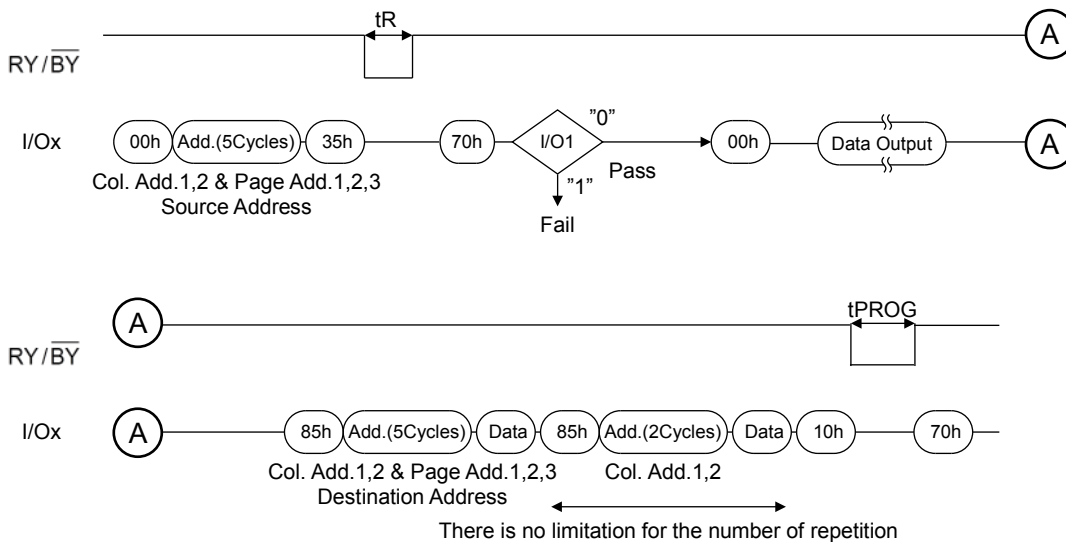 tR
RY/BY
A
I/Ox
00h Add.(5Cycles) 35h 70h I/O1 "0" 00h Data Output A
Pass
"1"
Fail
Col. Add.1,2 & Page Add.1,2,3
Source Address
A
tPROG
RY/BY
I/Ox
A 85h Add.(5Cycles) Data 85h Add.(2Cycles) Data 10h 70h
Col. Add.1,2 & Page Add.1,2,3 Col. Add.1,2
Destination Address
There is no limitation for the number of repetition